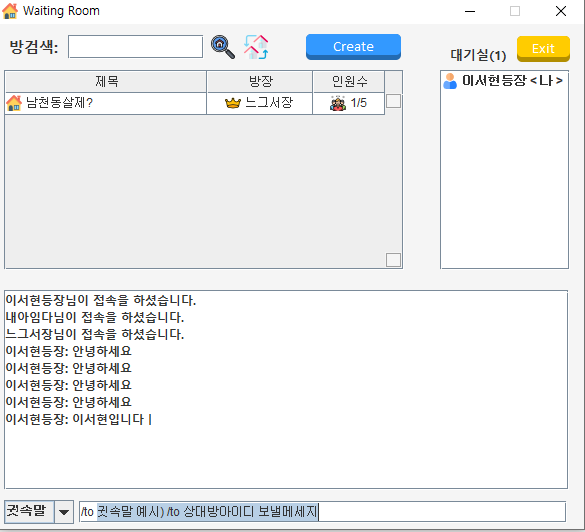 Waiting Room
방검색:
Create
대기실(1)
Exit
제목 방장 인원수
남천동살제? 느그서장 1/5
이서현등장 <나>
이서현등장님이 접속을 하셨습니다.
내아임다님이 접속을 하셨습니다.
느그서장님이 접속을 하셨습니다.
이서현등장: 안녕하세요
이서현등장: 안녕하세요
이서현등장: 안녕하세요
이서현등장: 안녕하세요
이서현등장: 이서현입니다 |
귓속말 /to 귓속말 예시) /to 상대방아이디 보낼메세지